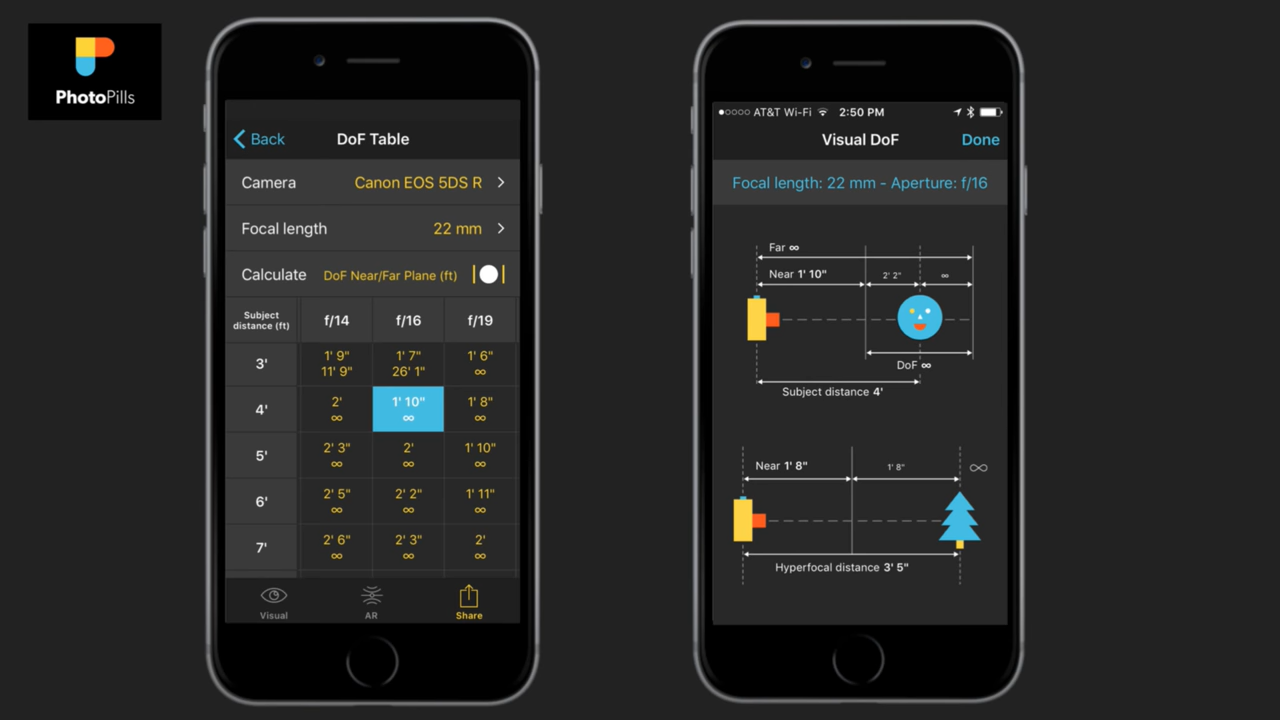 PhotoPills
Back
DoF Table
Camera
Canon EOS 5DS R
Focal length
22 mm
Calculate
DoF Near/Far Plane (ft)
Subject
distance (ft)
f/14
f/16
f/19
3'
1' 9"
11' 9"
1' 7"
26' 1"
1' 6"
∞
4'
2'
∞
1' 10"
∞
1' 8"
∞
5'
2' 3"
∞
2'
∞
1' 10"
∞
6'
2' 5"
∞
2' 2"
∞
1' 11"
∞
7'
2' 6"
∞
2' 3"
∞
2'
∞
Visual
AR
Share
AT&T Wi-Fi
2:50 PM
Visual DoF
Done
Focal length: 22 mm - Aperture: f/16
Far ∞
Near 1' 10"
2' 2"
∞
DoF ∞
Subject distance 4'
Near 1' 8"
1' 8"
∞
Hyperfocal distance 3' 5"